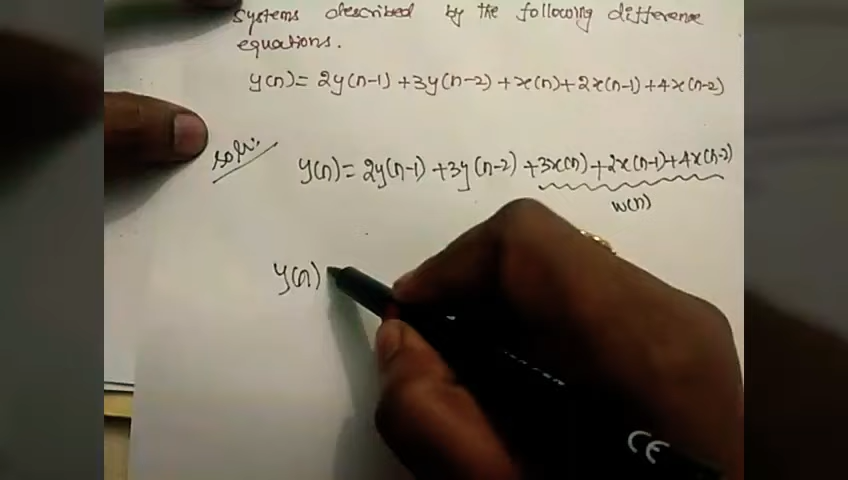 systems described by the following difference
equations.
y(n)= 2y(n-1) +3y(n-2) +x(n)+2x(n-1)+4x(n-2)
soln:
y(n)= 2y(n-1) +3y(n-2) +3x(n)+2x(n-1)+4x(n-2)
w(n)
y(n)
CE